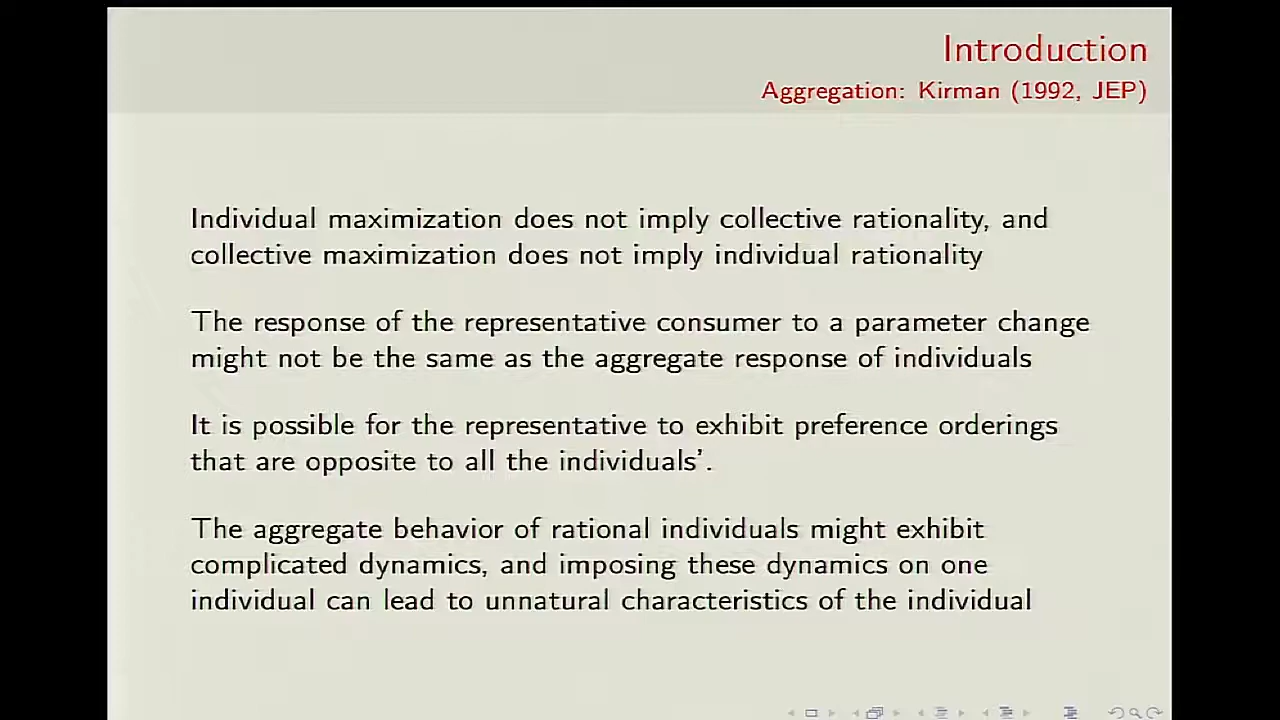 Introduction
Aggregation: Kirman (1992, JEP)
Individual maximization does not imply collective rationality, and
collective maximization does not imply individual rationality
The response of the representative consumer to a parameter change
might not be the same as the aggregate response of individuals
It is possible for the representative to exhibit preference orderings
that are opposite to all the individuals’.
The aggregate behavior of rational individuals might exhibit
complicated dynamics, and imposing these dynamics on one
individual can lead to unnatural characteristics of the individual